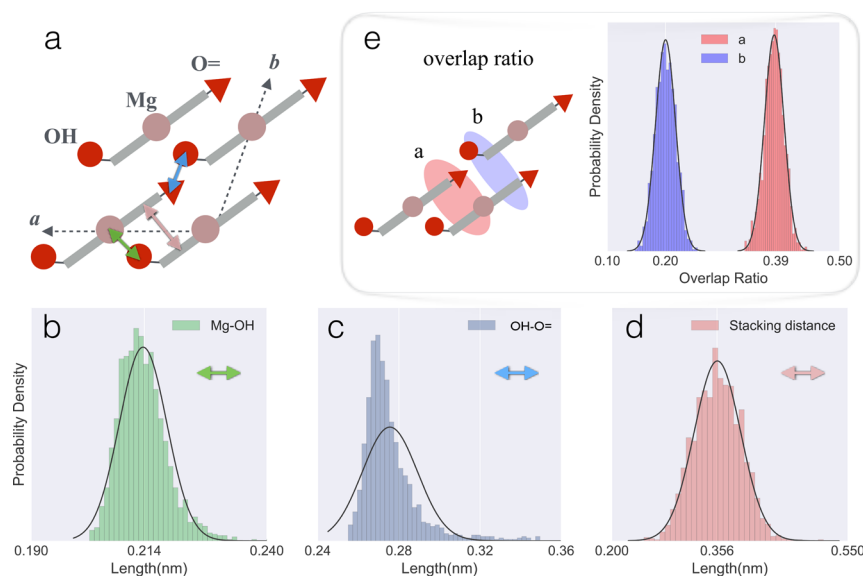 a
O=
b
Mg
OH
a
e
overlap ratio
a
b
a
b
Probability Density
0.10
0.20
0.39
0.50
Overlap Ratio
b
Mg-OH
Probability Density
0.190
0.214
0.240
Length(nm)
c
OH-O=
0.24
0.28
0.32
0.36
Length(nm)
d
Stacking distance
0.200
0.356
0.550
Length(nm)